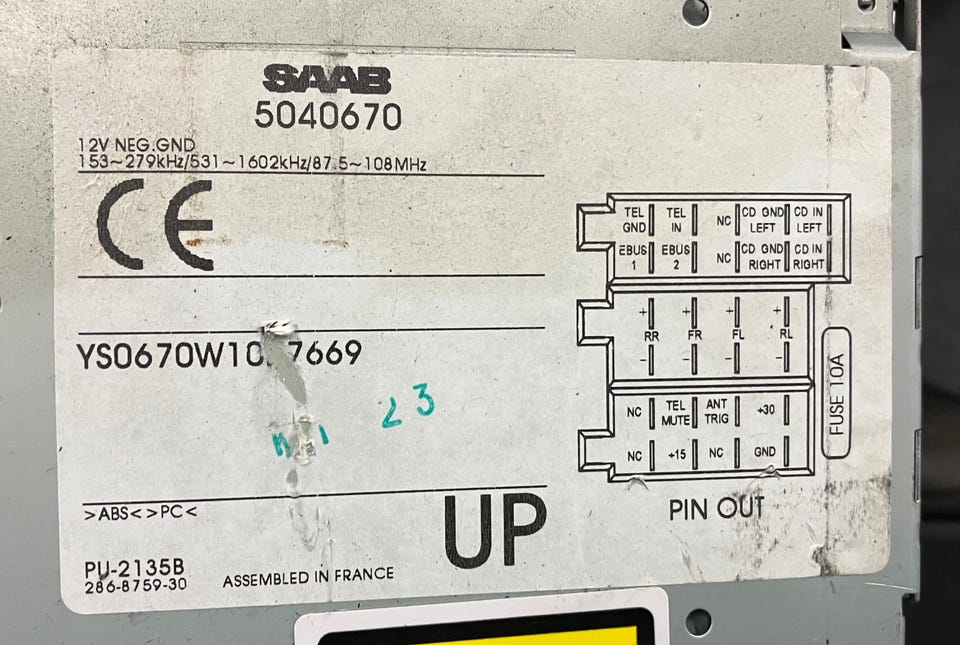 SAAB
5040670
12V NEG.GND
153~279kHz/531~1602kHz/87.5~108MHz
CE
YS0670W10
7669
23
>ABS<>PC<
PU-2135B
286-8759-30
ASSEMBLED IN FRANCE
UP
TEL GND
TEL IN
NC
CD GND LEFT
CD IN LEFT
EBUS 1
EBUS 2
NC
CD GND RIGHT
CD IN RIGHT
+ + + +
RR FR FL RL
- - - -
NC
TEL MUTE
ANT TRIG
+30
NC
+15
NC
GND
FUSE 10A
PIN OUT